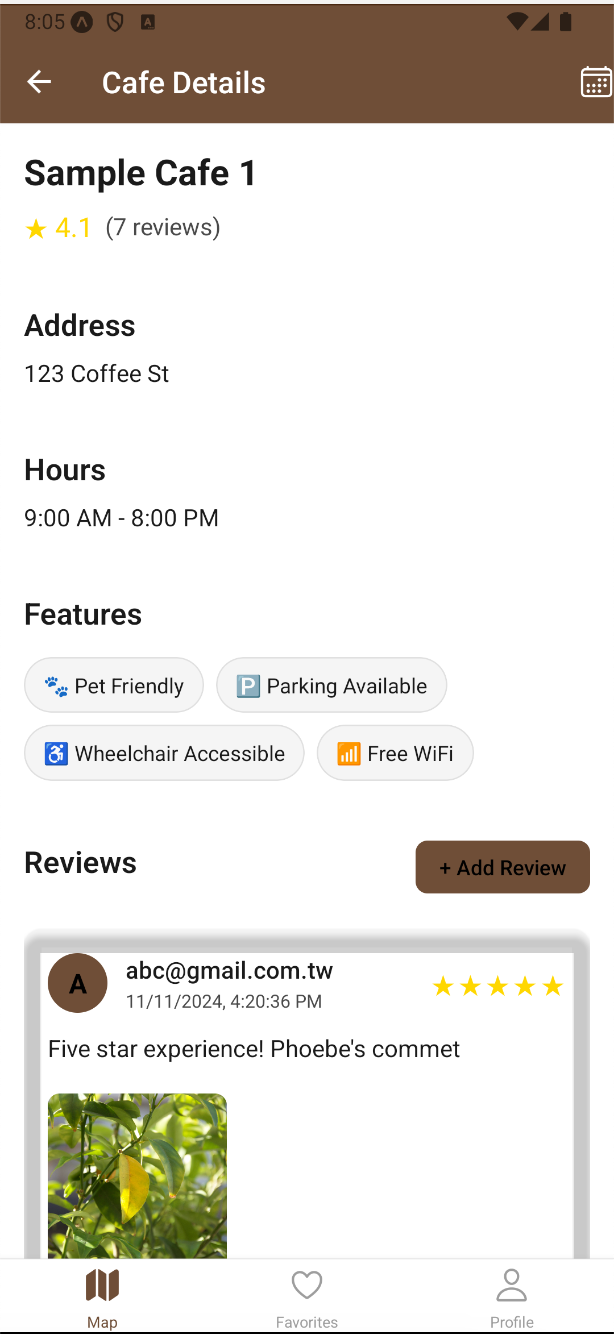 8:05
Cafe Details
Sample Cafe 1
★ 4.1 (7 reviews)
Address
123 Coffee St
Hours
9:00 AM - 8:00 PM
Features
🐾 Pet Friendly 🅿️ Parking Available
♿ Wheelchair Accessible 📶 Free WiFi
Reviews + Add Review
A abc@gmail.com.tw ★★★★★
11/11/2024, 4:20:36 PM
Five star experience! Phoebe's commet
Map Favorites Profile